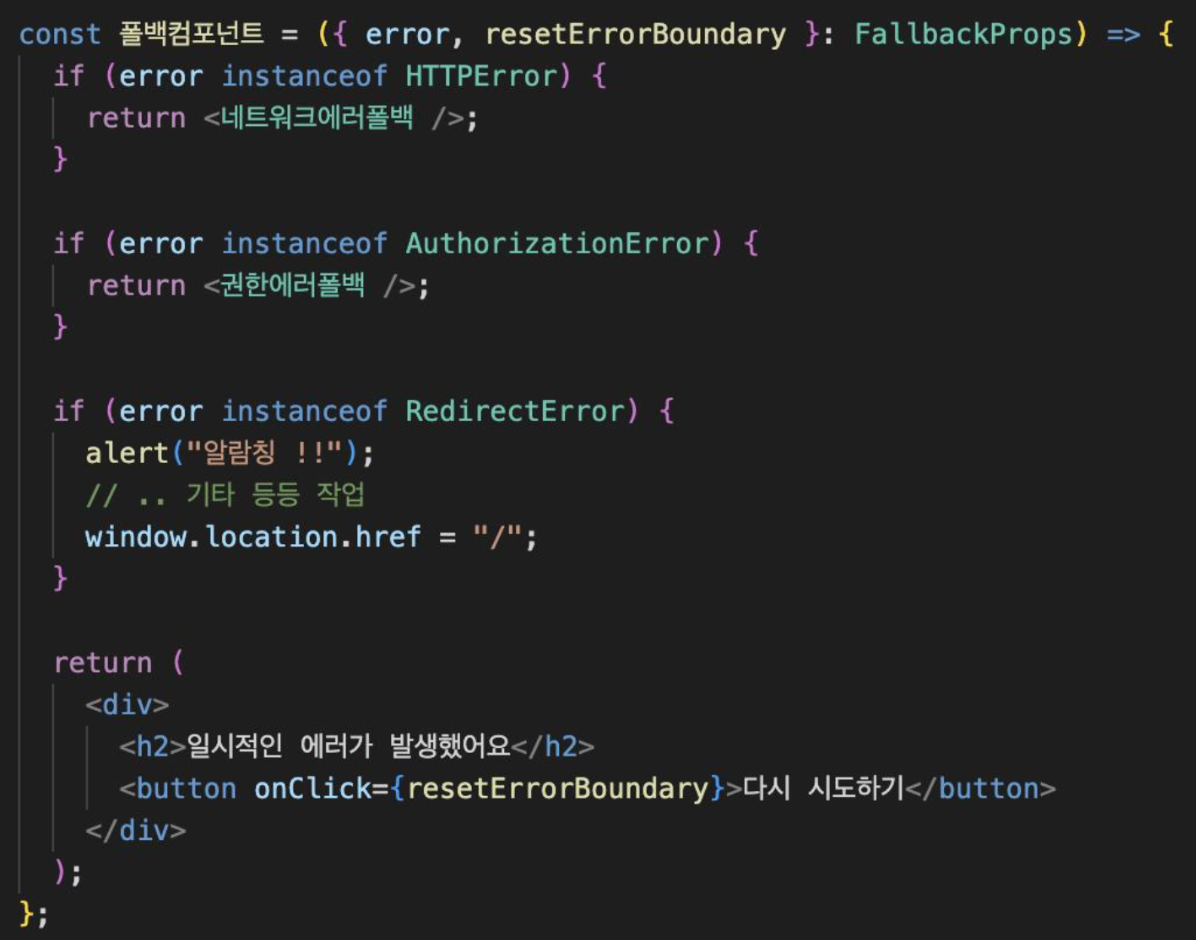 const 폴백컴포넌트 = ({ error, resetErrorBoundary }: FallbackProps) => {
  if (error instanceof HTTPError) {
    return <네트워크에러폴백 />;
  }

  if (error instanceof AuthorizationError) {
    return <권한에러폴백 />;
  }

  if (error instanceof RedirectError) {
    alert("알람칭 !!");
    // .. 기타 등등 작업
    window.location.href = "/";
  }

  return (
    <div>
      <h2>일시적인 에러가 발생했어요</h2>
      <button onClick={resetErrorBoundary}>다시 시도하기</button>
    </div>
  );
};